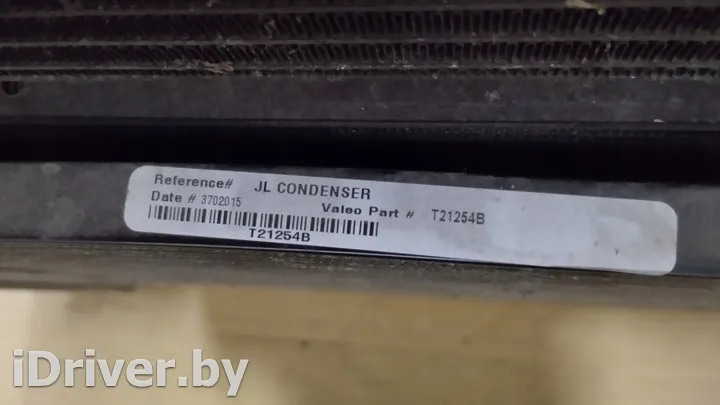 Reference# JL CONDENSER
Date # 3702015 Valeo Part # T21254B
T21254B
iDriver.by